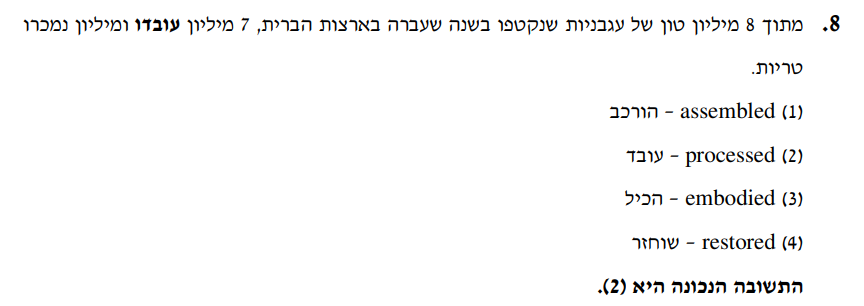 8. מתוך 8 מיליון טון של עגבניות שנקטפו בשנה שעברה בארצות הברית, 7 מיליון עובדו ומיליון נמכרו
טריות.
(1) assembled – הורכב
(2) processed – עובד
(3) embodied – הכיל
(4) restored – שוחזר
התשובה הנכונה היא (2).